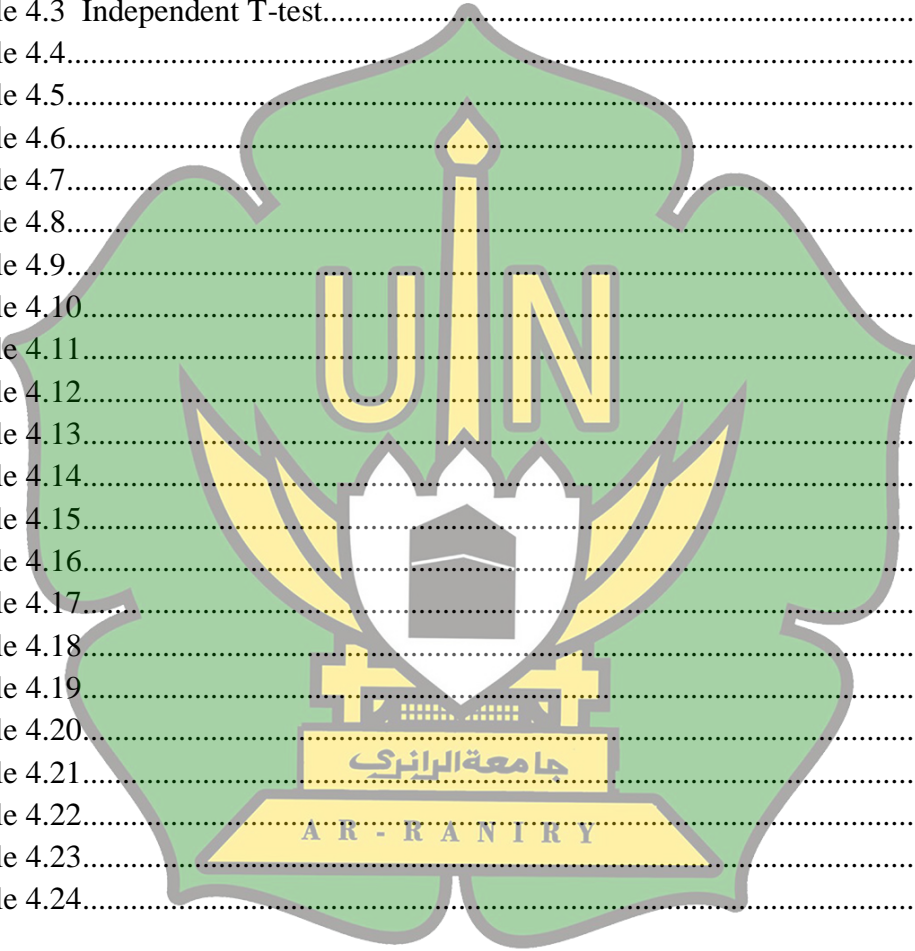 le 4.3 Independent T-test..........................................................................
le 4.4..........................................................................................................
le 4.5..........................................................................................................
le 4.6..........................................................................................................
le 4.7..........................................................................................................
le 4.8..........................................................................................................
le 4.9..........................................................................................................
le 4.10........................................................................................................
le 4.11........................................................................................................
le 4.12........................................................................................................
le 4.13........................................................................................................
le 4.14........................................................................................................
le 4.15........................................................................................................
le 4.16........................................................................................................
le 4.17........................................................................................................
le 4.18........................................................................................................
le 4.19........................................................................................................
le 4.20........................................................................................................
le 4.21........................................................................................................
le 4.22........................................................................................................
le 4.23........................................................................................................
le 4.24........................................................................................................
UIN
جامعة الرانري
AR-RANIRY